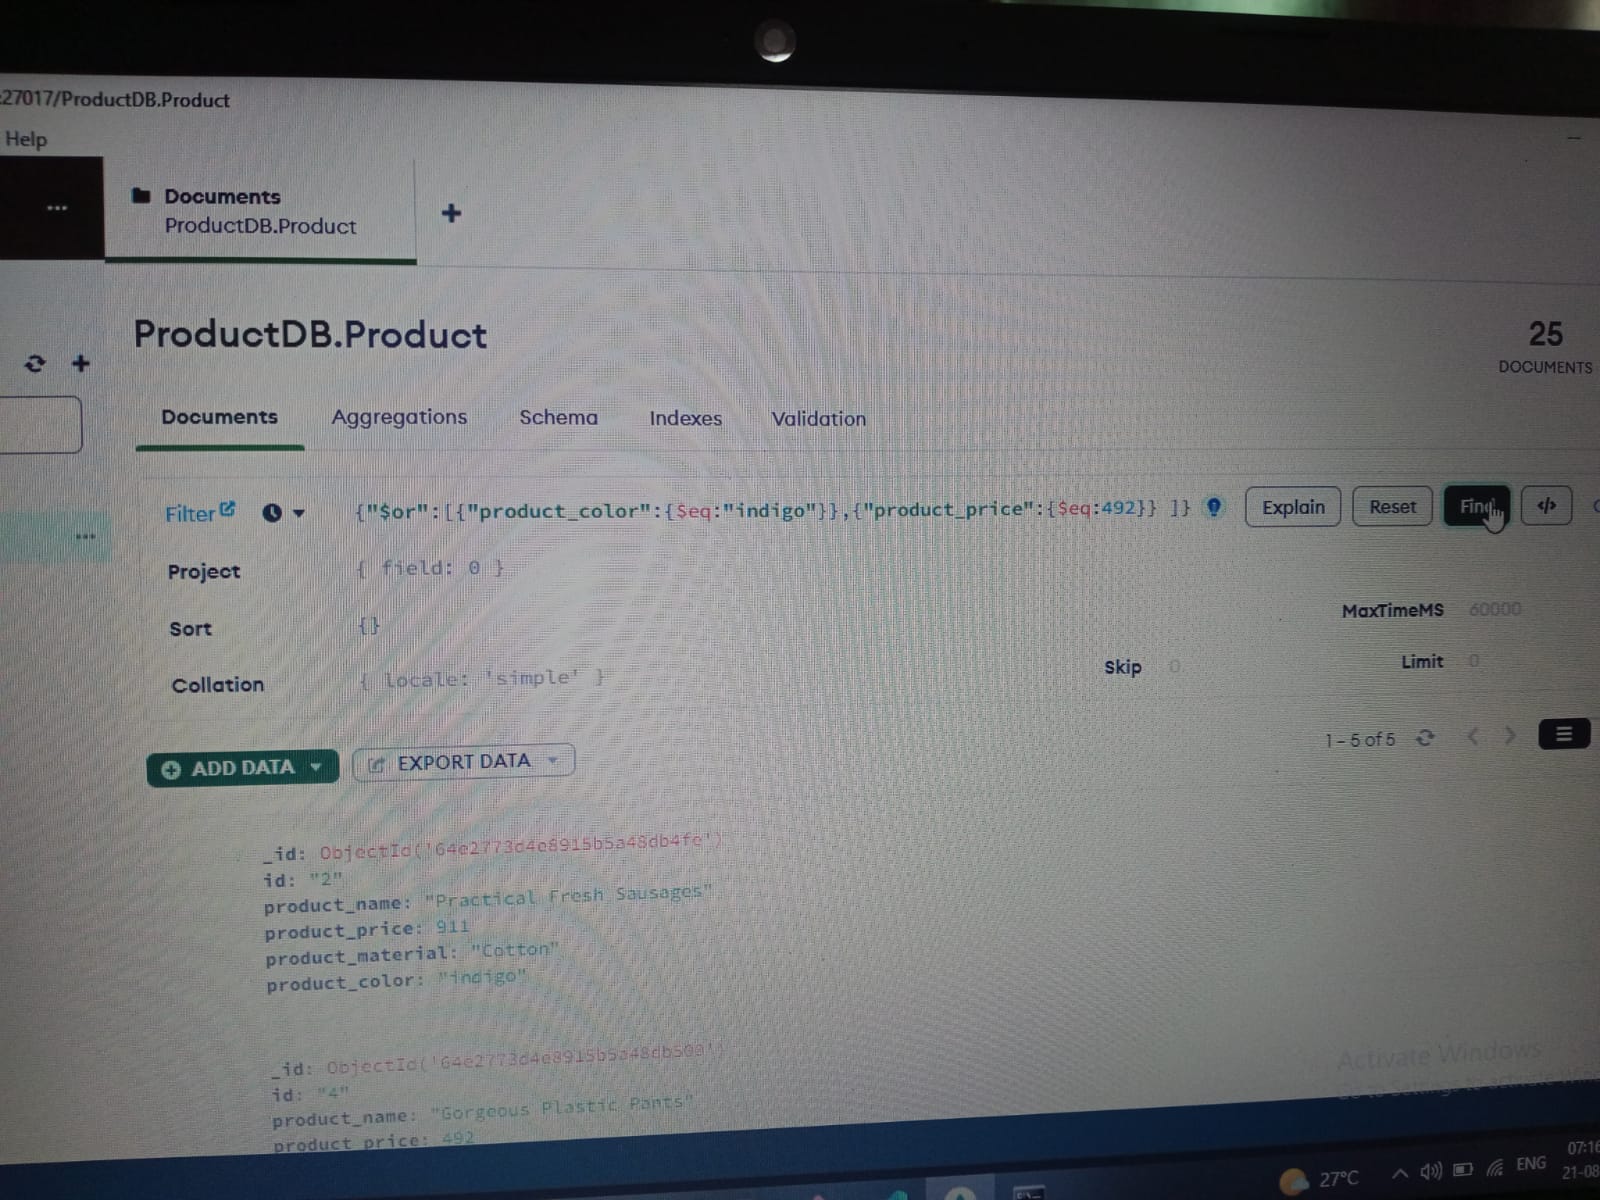 :27017/ProductDB.Product
Help
Documents
ProductDB.Product
ProductDB.Product
25
DOCUMENTS
Documents Aggregations Schema Indexes Validation
Filter {"$or":[{"product_color":{$eq:"indigo"}},{"product_price":{$eq:492}} ]} Explain Reset Find </>
Project { field: 0 }
Sort {}
MaxTimeMS 60000
Collation { locale: 'simple' }
Skip 0
Limit 0
1 - 5 of 5
ADD DATA EXPORT DATA
_id:
id: "2"
product_name: "Practical Fresh Sausages"
product_price: 911
product_material: "Cotton"
product_color: "indigo"
_id:
id: "4"
product_name: "Gorgeous Plastic Pants"
product_price: 492
Activate Windows
27°C ENG
07:16
21-08